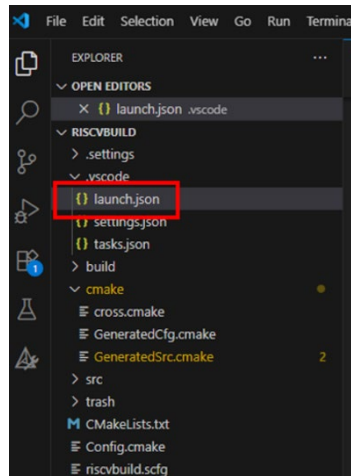 File Edit Selection View Go Run Termina
EXPLORER ...
OPEN EDITORS
{} launch.json .vscode
RISCVBUILD
.settings
.vscode
{} launch.json
{} settings.json
{} tasks.json
build
cmake
cross.cmake
GeneratedCfg.cmake
GeneratedSrc.cmake 2
1
src
trash
M CMakeLists.txt
Config.cmake
riscvbuild.scfg